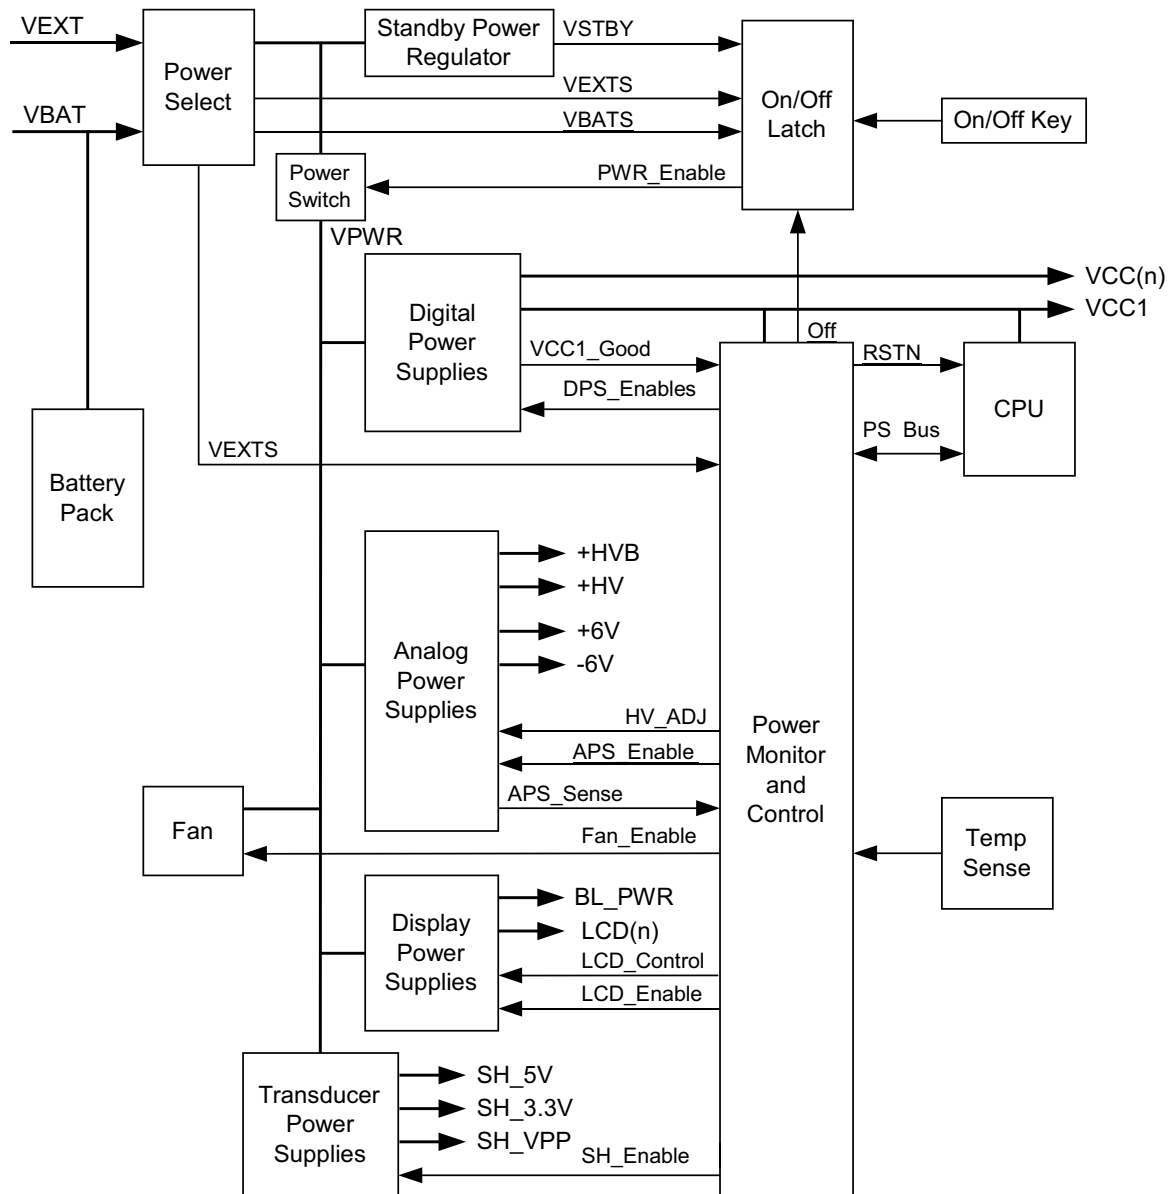 VEXT
Power
Select
Standby Power
Regulator
VSTBY
VEXTS
VBATS
On/Off
Latch
On/Off Key
VBAT
Power
Switch
PWR_Enable
VPWR
Digital
Power
Supplies
VCC(n)
VCC1
VCC1_Good
DPS_Enables
Off
RSTN
PS_Bus
CPU
VEXTS
Battery
Pack
Analog
Power
Supplies
+HVB
+HV
+6V
-6V
HV_ADJ
APS_Enable
APS_Sense
Power
Monitor
and
Control
Fan
Fan_Enable
Temp
Sense
Display
Power
Supplies
BL_PWR
LCD(n)
LCD_Control
LCD_Enable
Transducer
Power
Supplies
SH_5V
SH_3.3V
SH_VPP
SH_Enable